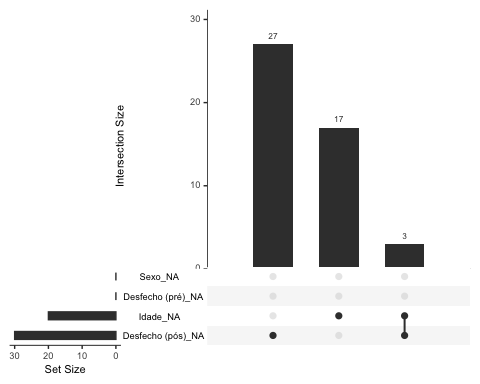 30
27
20
17
10
3
0
Intersection Size
Sexo_NA
Desfecho (pré)_NA
Idade_NA
Desfecho (pós)_NA
30 20 10 0
Set Size